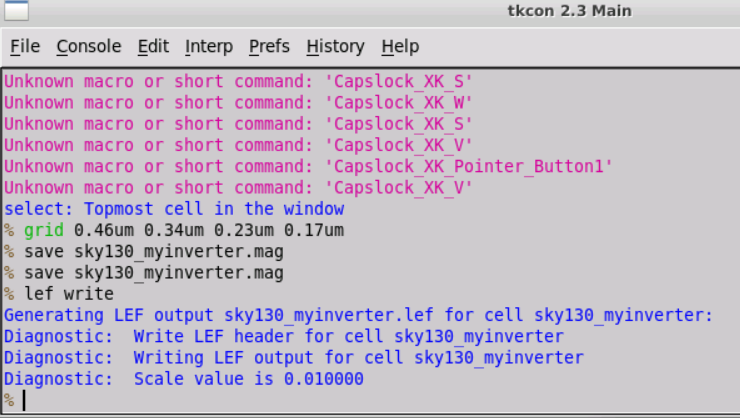 tkcon 2.3 Main
File Console Edit Interp Prefs History Help
Unknown macro or short command: 'Capslock_XK_S'
Unknown macro or short command: 'Capslock_XK_W'
Unknown macro or short command: 'Capslock_XK_S'
Unknown macro or short command: 'Capslock_XK_V'
Unknown macro or short command: 'Capslock_XK_Pointer_Button1'
Unknown macro or short command: 'Capslock_XK_V'
select: Topmost cell in the window
% grid 0.46um 0.34um 0.23um 0.17um
% save sky130_myinverter.mag
% save sky130_myinverter.mag
% lef write
Generating LEF output sky130_myinverter.lef for cell sky130_myinverter:
Diagnostic:  Write LEF header for cell sky130_myinverter
Diagnostic:  Writing LEF output for cell sky130_myinverter
Diagnostic:  Scale value is 0.010000
%